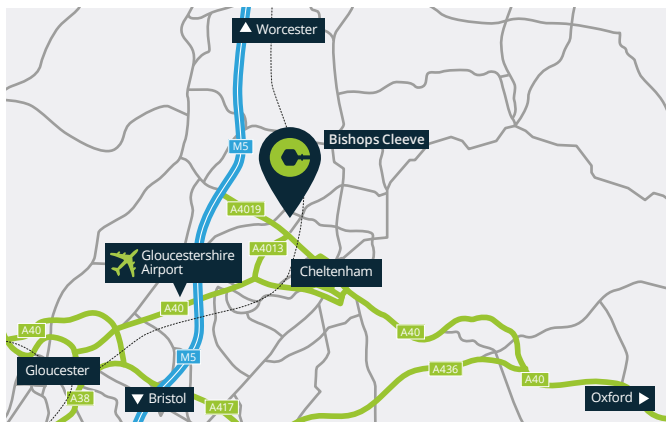 Worcester
Bishops Cleeve
M5
A4019
A4013
Gloucestershire
Airport
Cheltenham
A40
A40
A40
M5
Gloucester
A436
A40
A38
Bristol
A417
Oxford